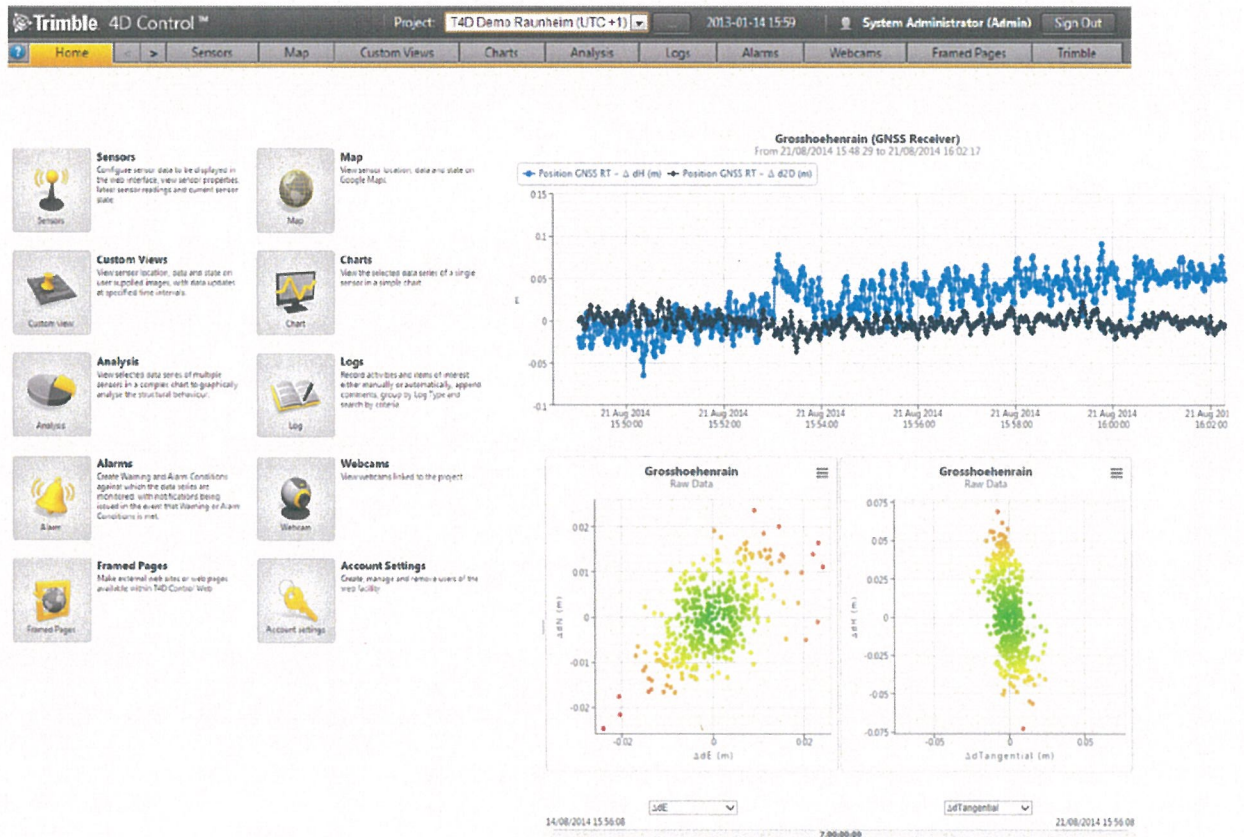 Trimble. 4D Control™ Project: T4D Demo Raunheim (UTC +1) ... 2013-01-14 15:59 System Administrator (Admin) Sign Out
? Home < > Sensors Map Custom Views Charts Analysis Logs Alarms Webcams Framed Pages Trimble
Sensors
Configure sensor data to be displayed in
the web interface, view sensor properties,
latest sensor readings and current sensor
state
Sensors
Map
View sensor location, data and state on
Google Maps
Map
Custom Views
View sensor location, data and state on
user supplied images, with data updates
at specified time intervals.
Custom view
Charts
View the selected data series of a single
sensor in a simple chart
Chart
Analysis
View selected data series of multiple
sensors in a complex chart to graphically
analyse the structural behaviour.
Analysis
Logs
Record activities and items of interest
either manually or automatically, append
comments, group by Log Type and
search by criteria
Log
Alarms
Create Warning and Alarm Conditions
against which the data series are
monitored, with notifications being
issued in the event that Warning or Alarm
Conditions is met.
Alarm
Webcams
View webcams linked to the project
Webcam
Framed Pages
Make external web sites or web pages
available within T4D Control Web
Framed Pages
Account Settings
Create, manage and remove users of the
web facility
Account settings
Grosshoehenrain (GNSS Receiver)
From 21/08/2014 15:48:29 to 21/08/2014 16:02:17
Position GNSS RT - Δ dH (m) Position GNSS RT - Δ d2D (m)
0.15
0.1
0.05
0
-0.05
-0.1
21 Aug 2014 21 Aug 2014 21 Aug 2014 21 Aug 2014 21 Aug 2014 21 Aug 2014 21 Aug 201
15:50:00 15:52:00 15:54:00 15:56:00 15:58:00 16:00:00 16:02:00
Grosshoehenrain
Raw Data
0.02
0.01
0
-0.01
-0.02
ΔdN (m)
-0.02 0 0.02
ΔdE (m)
Grosshoehenrain
Raw Data
0.075
0.05
0.025
0
-0.025
-0.05
-0.075
ΔdH (m)
-0.05 0 0.05
ΔdTangential (m)
ΔdE ΔdTangential
14/08/2014 15:56:08 21/08/2014 15:56:08
7.00:00:00